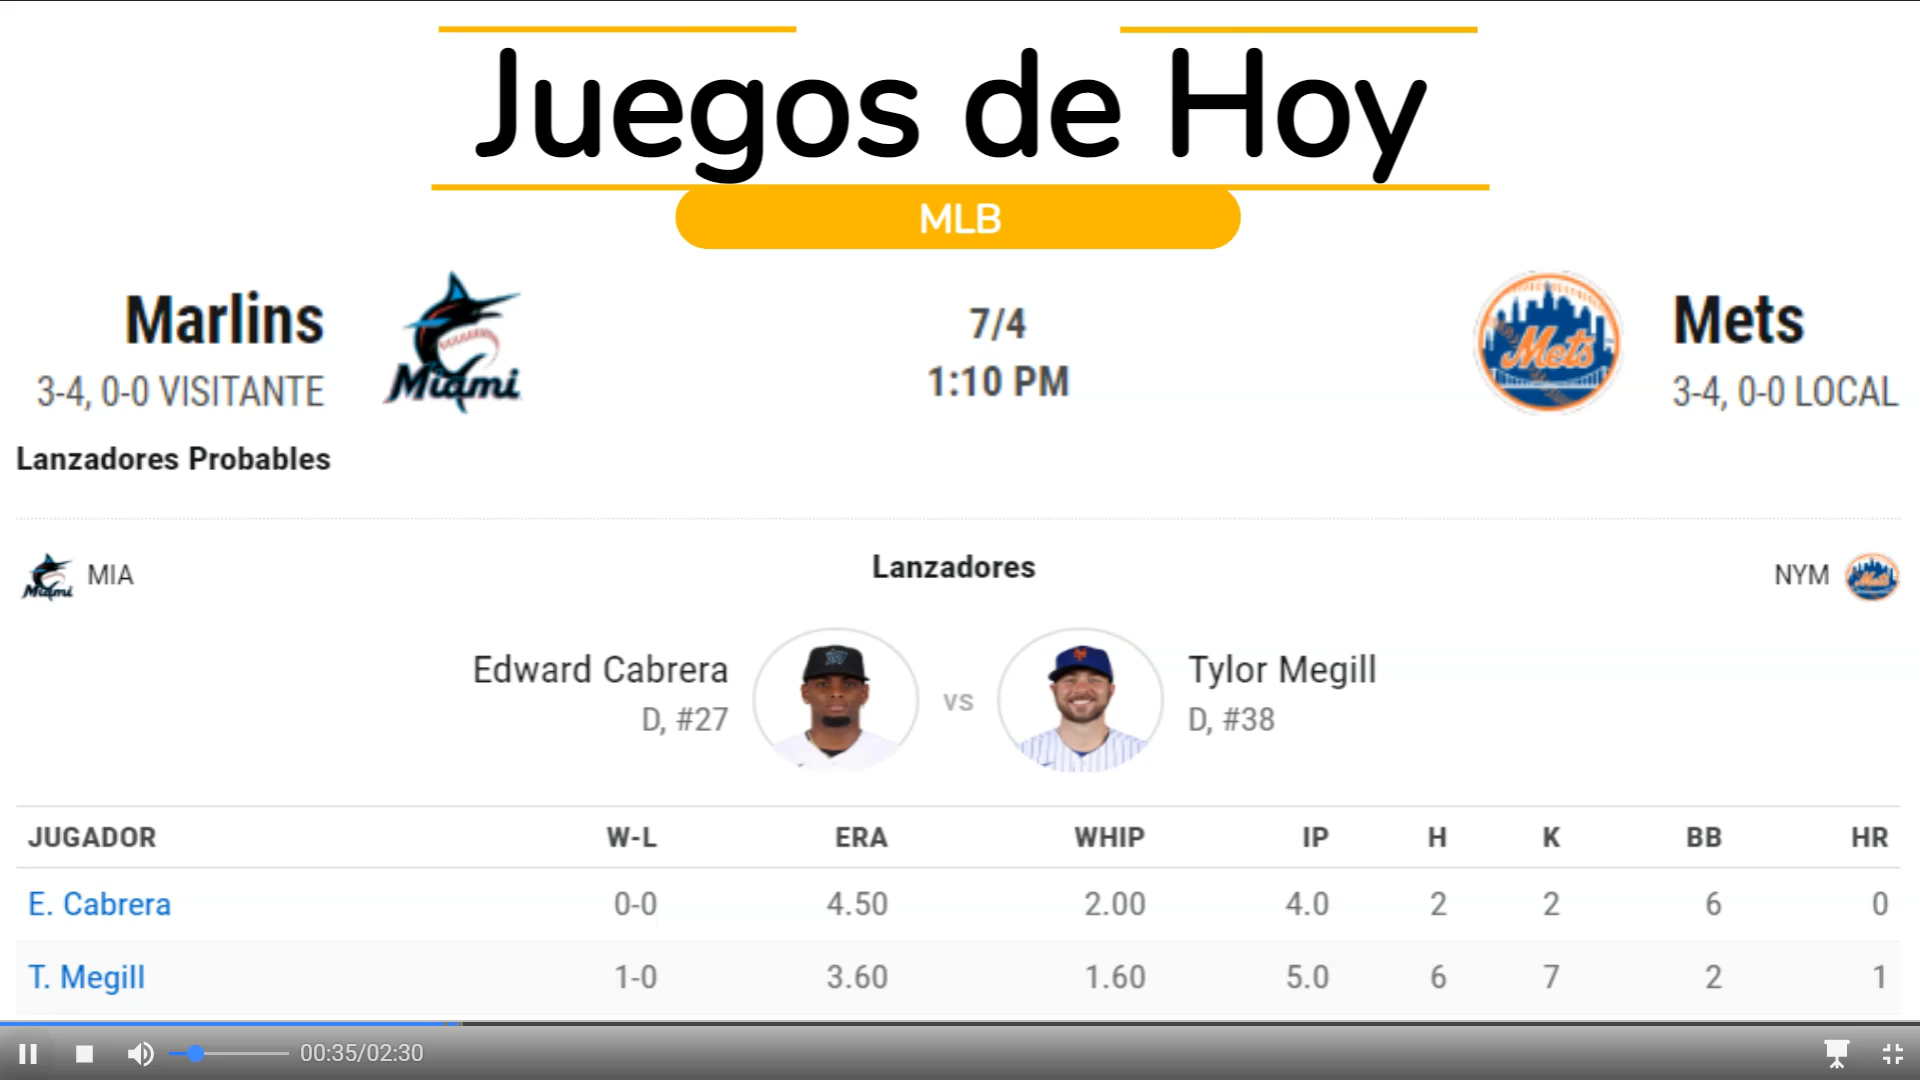 Juegos de Hoy
MLB
Marlins
3-4, 0-0 VISITANTE
Miami
7/4
1:10 PM
Mets
Mets
3-4, 0-0 LOCAL
Lanzadores Probables
Miami
MIA
Lanzadores
NYM
Mets
Edward Cabrera
D, #27
vs
Tylor Megill
D, #38
JUGADOR W-L ERA WHIP IP H K BB HR
E. Cabrera 0-0 4.50 2.00 4.0 2 2 6 0
T. Megill 1-0 3.60 1.60 5.0 6 7 2 1
00:35/02:30